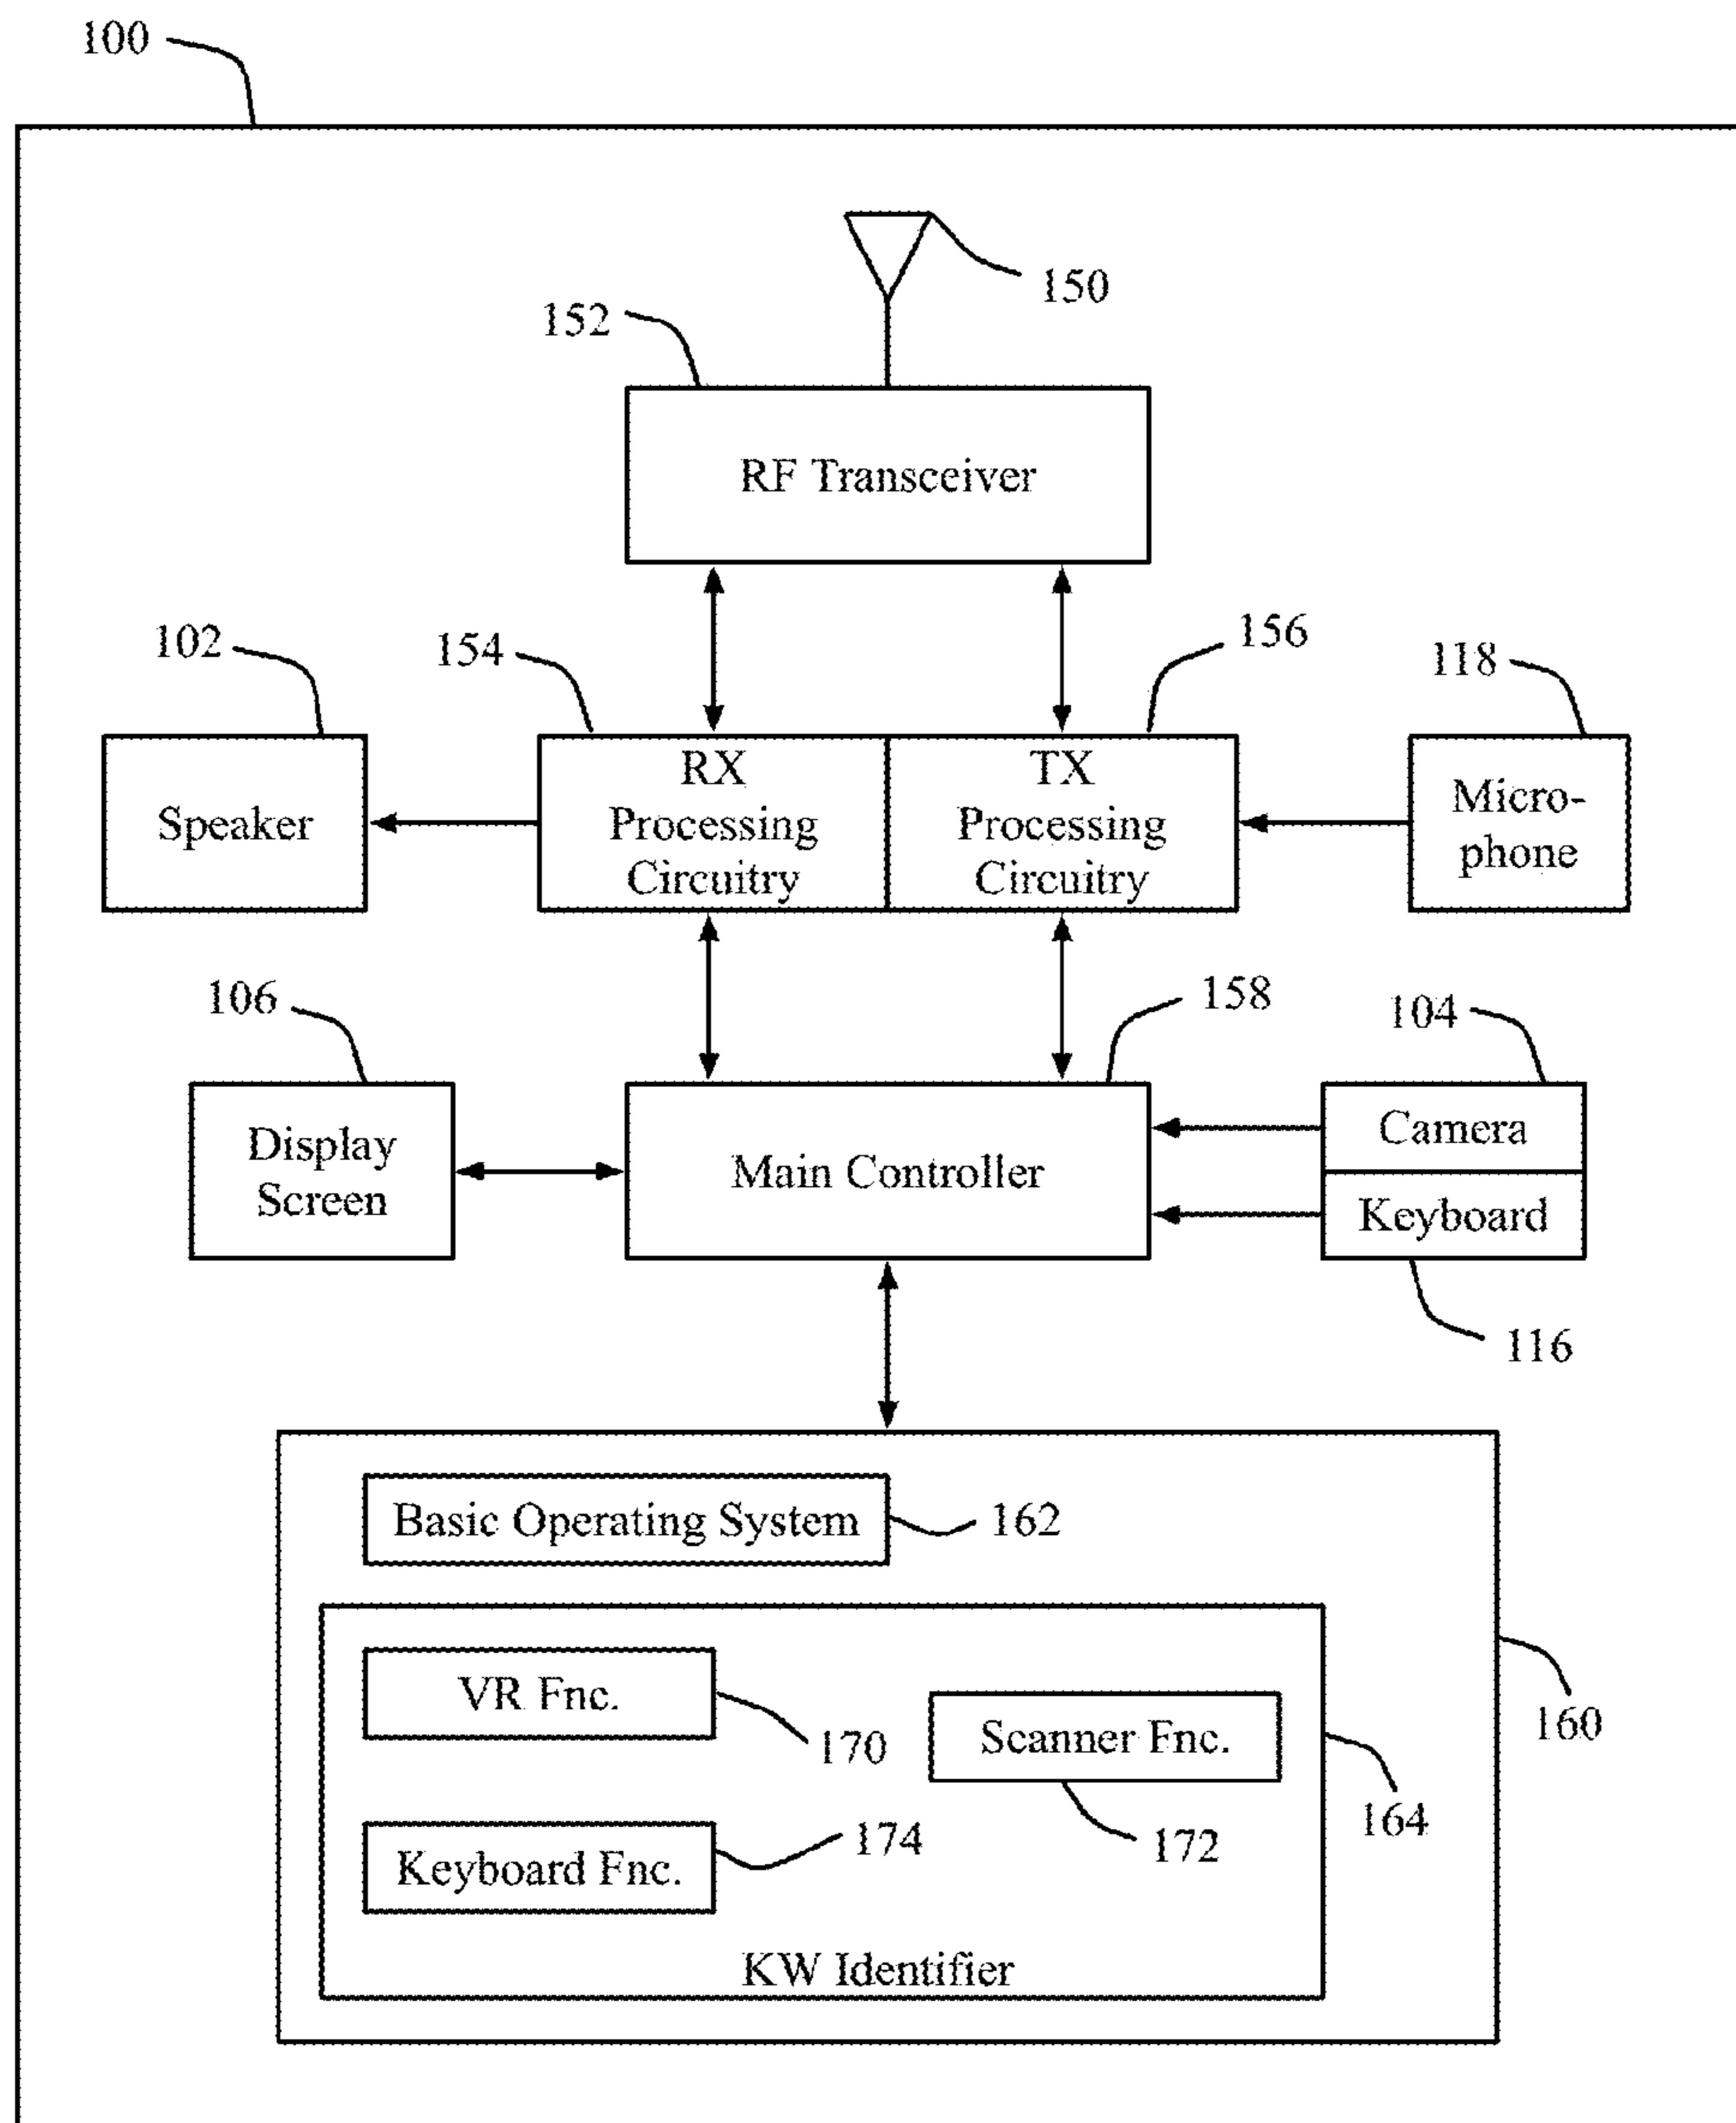 100
150
152
RF Transceiver
102
154
156
118
Speaker
RX
Processing
Circuitry
TX
Processing
Circuitry
Micro-
phone
106
158
104
Display
Screen
Main Controller
Camera
Keyboard
116
Basic Operating System
162
VR Fnc.
170
Scanner Fnc.
172
160
164
Keyboard Fnc.
174
KW Identifier